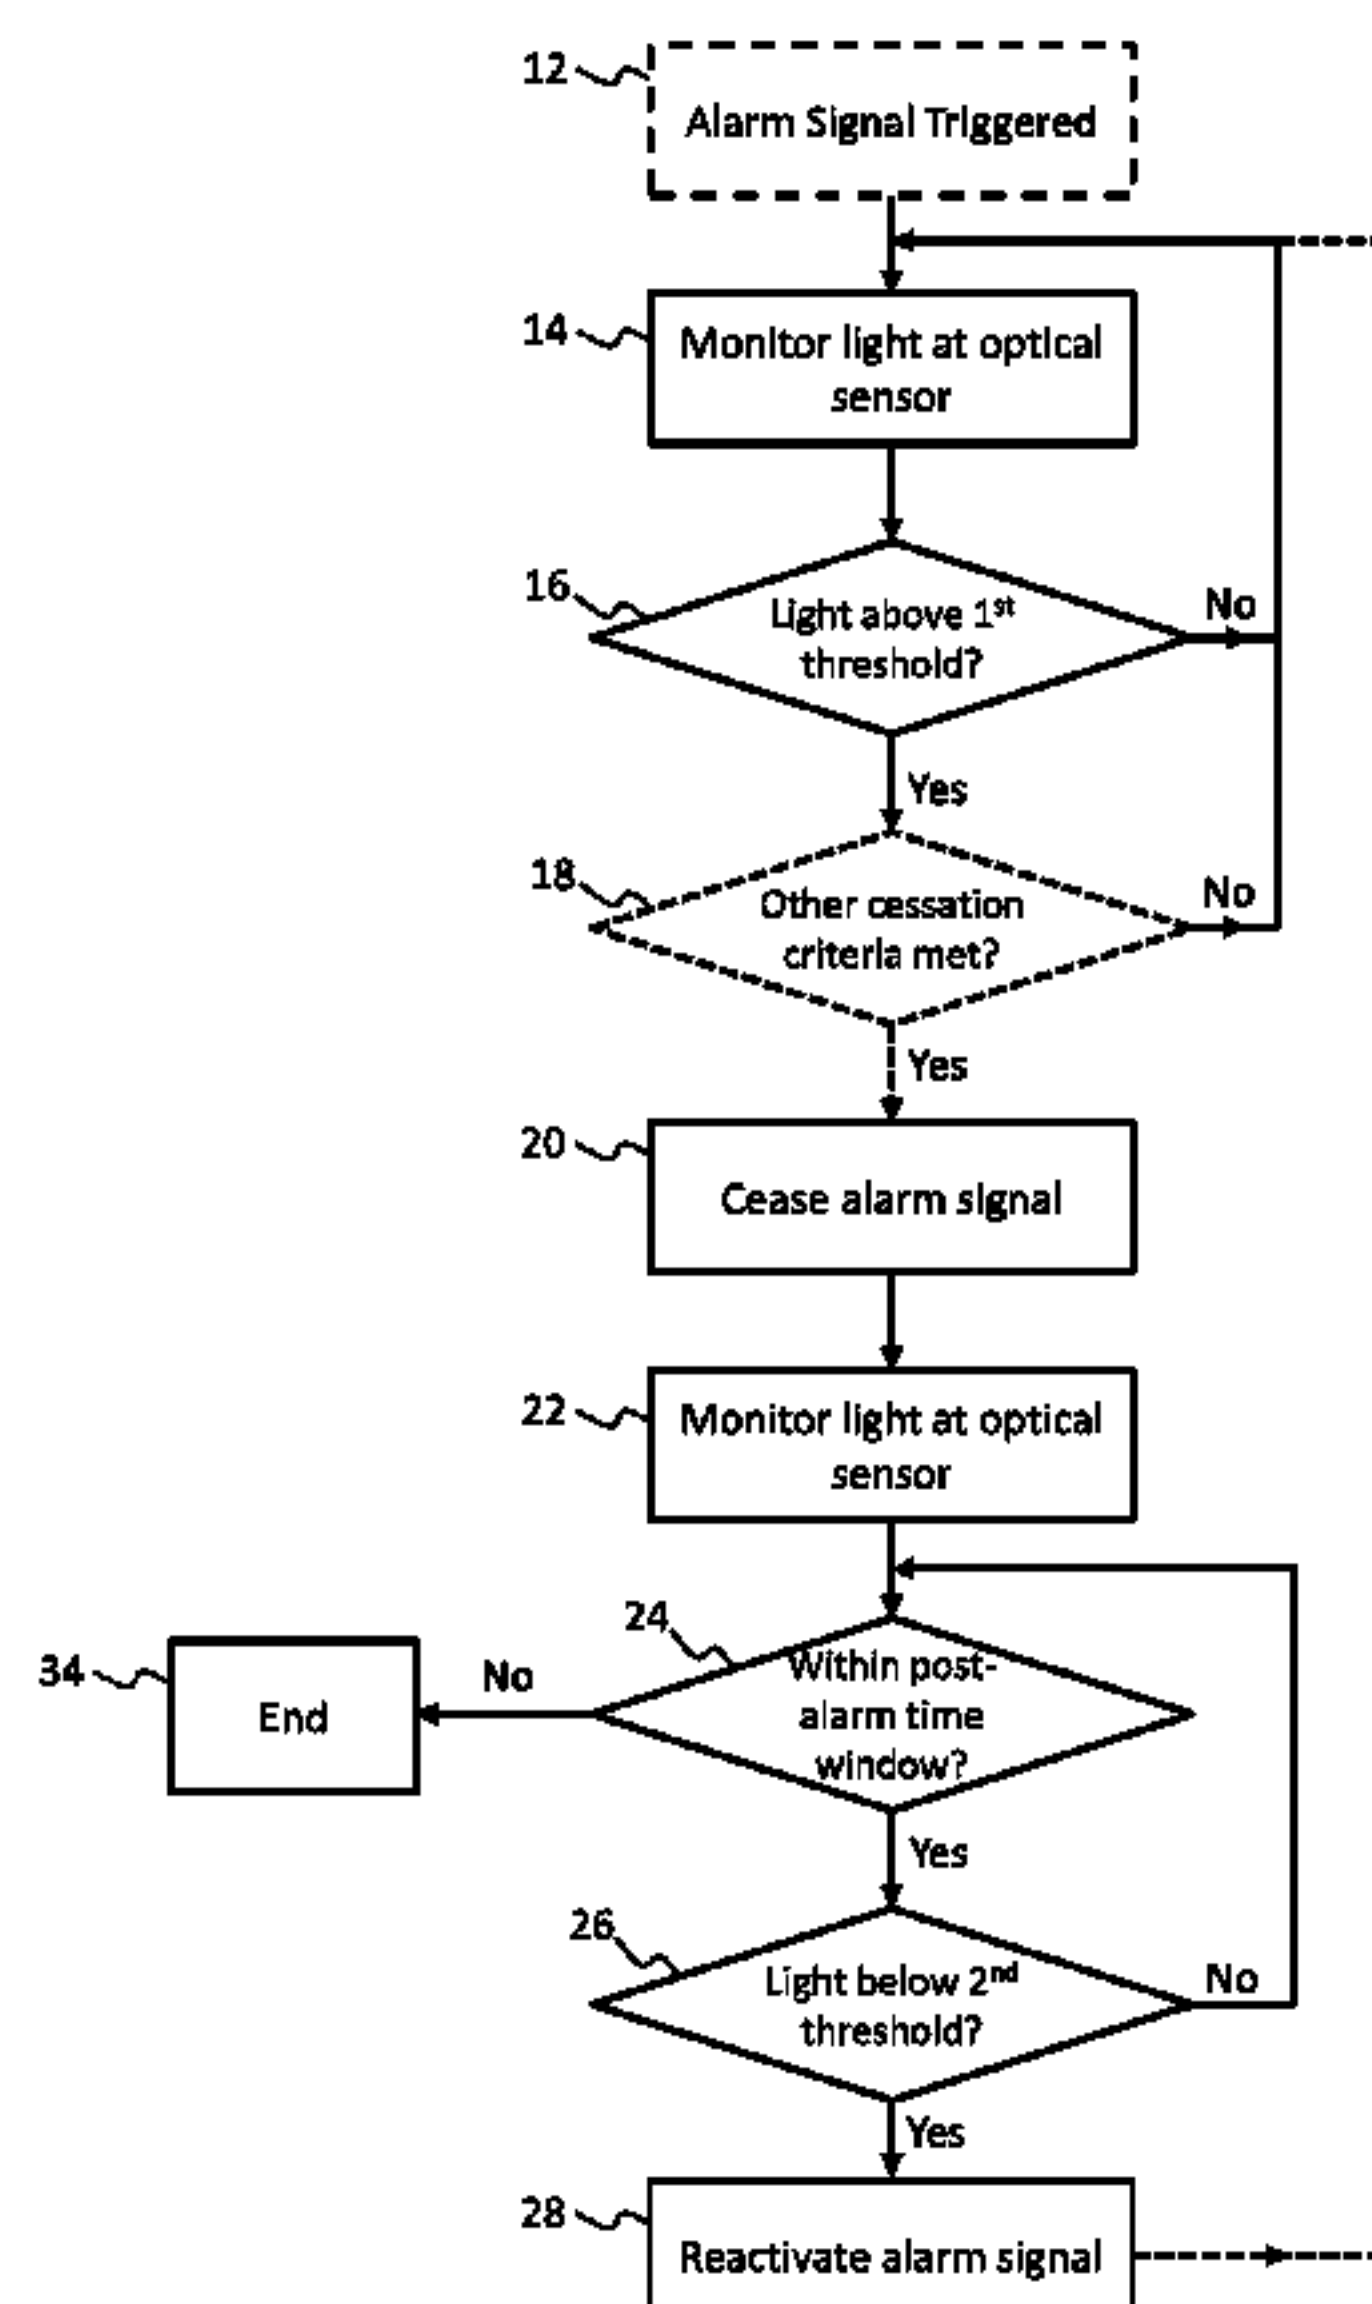 12
Alarm Signal Triggered
14
Monitor light at optical
sensor
16
Light above 1st
threshold?
No
Yes
18
Other cessation
criteria met?
No
Yes
20
Cease alarm signal
22
Monitor light at optical
sensor
24
Within post-
alarm time
window?
No
34
End
Yes
26
Light below 2nd
threshold?
No
Yes
28
Reactivate alarm signal